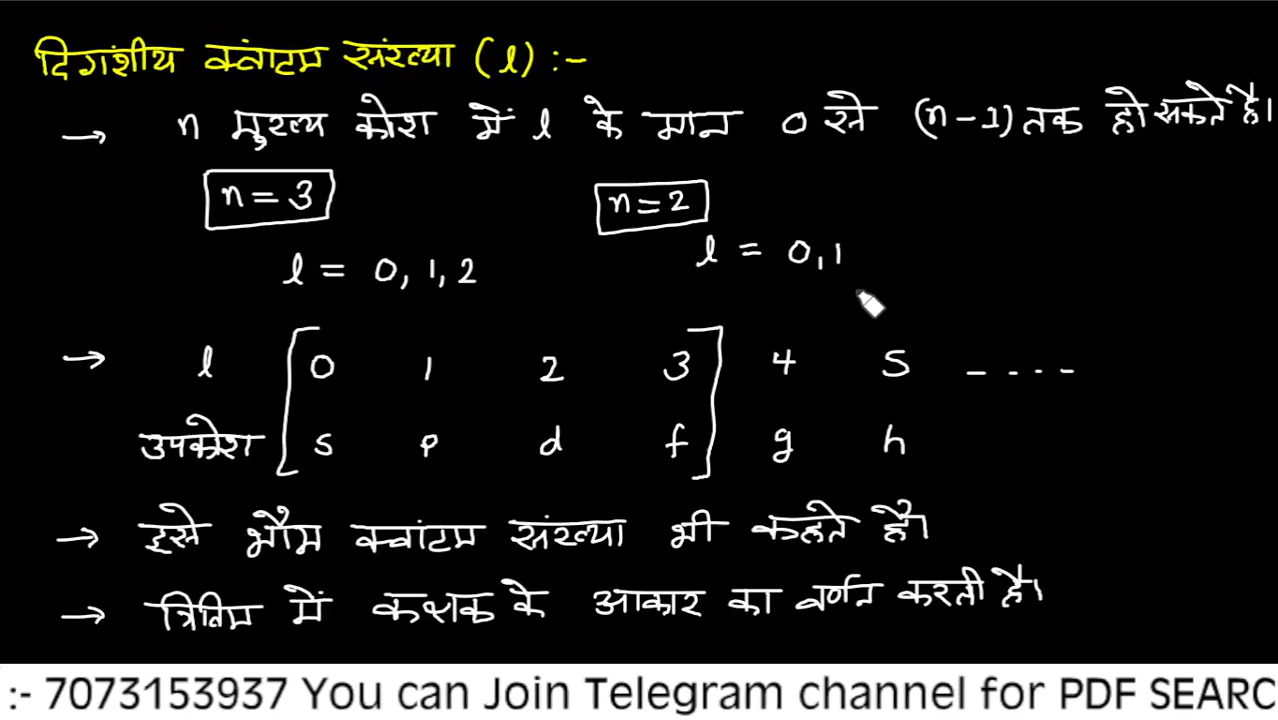 दिगंशीय क्वांटम संख्या (l) :-
→ n मुख्य कोश में l के मान 0 से (n-1) तक हो सकते है।
n = 3 n = 2
l = 0, 1, 2 l = 0, 1
→ l 0 1 2 3 4 5 - - - -
उपकोश s p d f g h
→ इसे भौम क्वांटम संख्या भी कहते है।
→ त्रिविम में कक्षक के आकार का वर्णन करती है।
:- 7073153937 You can Join Telegram channel for PDF SEARC